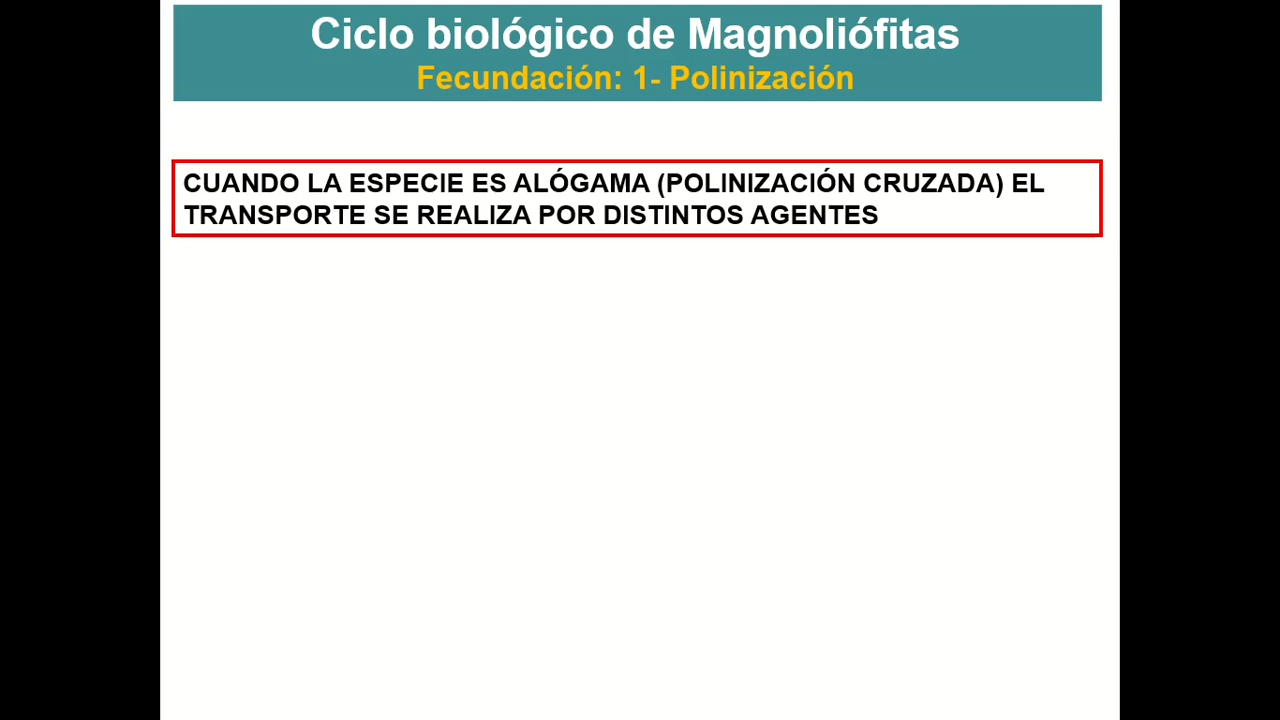 Ciclo biológico de Magnoliófitas
Fecundación: 1- Polinización
CUANDO LA ESPECIE ES ALÓGAMA (POLINIZACIÓN CRUZADA) EL
TRANSPORTE SE REALIZA POR DISTINTOS AGENTES